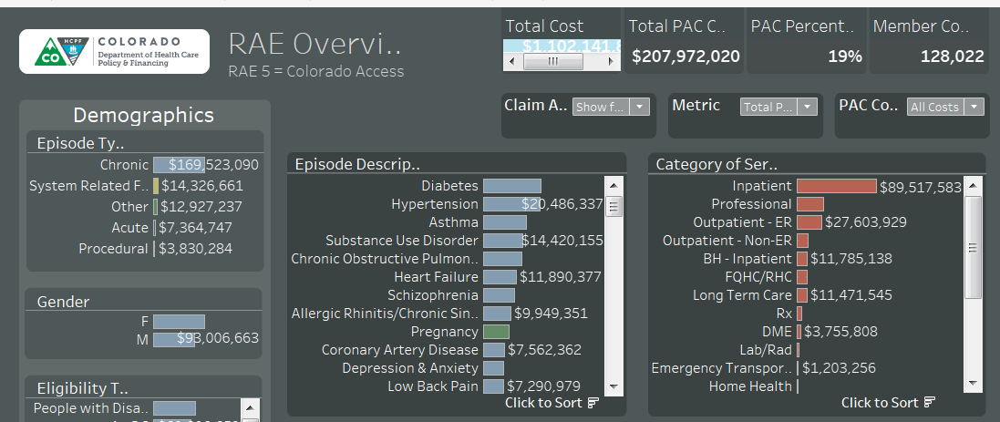 HCPF
CO
COLORADO
Department of Health Care
Policy & Financing
RAE Overvi..
RAE 5 = Colorado Access
Total Cost
$1,102,141,8
Total PAC C..
$207,972,020
PAC Percent..
19%
Member Co..
128,022
Claim A.. Show f...
Metric Total P...
PAC Co.. All Costs
Demographics
Episode Ty..
Chronic $169,523,090
System Related F.. $14,326,661
Other $12,927,237
Acute $7,364,747
Procedural $3,830,284
Gender
F
M $93,006,663
Eligibility T..
People with Disa..
Episode Descrip..
Diabetes
Hypertension $20,486,337
Asthma
Substance Use Disorder $14,420,155
Chronic Obstructive Pulmon..
Heart Failure $11,890,377
Schizophrenia
Allergic Rhinitis/Chronic Sin.. $9,949,351
Pregnancy
Coronary Artery Disease $7,562,362
Depression & Anxiety
Low Back Pain $7,290,979
Click to Sort
Category of Ser..
Inpatient $89,517,583
Professional
Outpatient - ER $27,603,929
Outpatient - Non-ER
BH - Inpatient $11,785,138
FQHC/RHC
Long Term Care $11,471,545
Rx
DME $3,755,808
Lab/Rad
Emergency Transpor.. $1,203,256
Home Health
Click to Sort